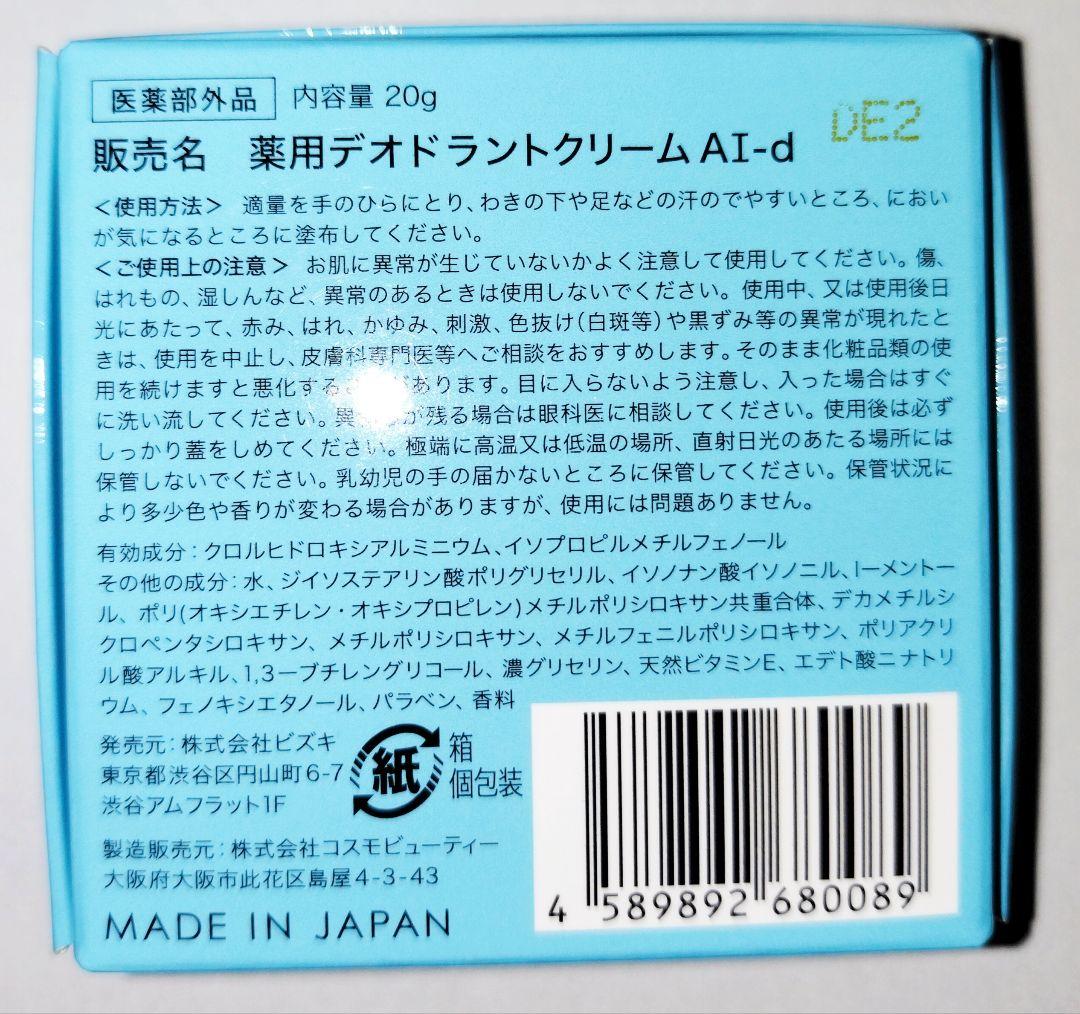 医薬部外品 内容量 20g
DE2
販売名 薬用デオドラントクリームAI-d
＜使用方法＞ 適量を手のひらにとり、わきの下や足などの汗のでやすいところ、におい
が気になるところに塗布してください。
＜ご使用上の注意＞ お肌に異常が生じていないかよく注意して使用してください。傷、
はれもの、湿しんなど、異常のあるときは使用しないでください。使用中、又は使用後日
光にあたって、赤み、はれ、かゆみ、刺激、色抜け(白斑等)や黒ずみ等の異常が現れたと
きは、使用を中止し、皮膚科専門医等へご相談をおすすめします。そのまま化粧品類の使
用を続けますと悪化する があります。目に入らないよう注意し、入った場合はすぐ
に洗い流してください。異 が残る場合は眼科医に相談してください。使用後は必ず
しっかり蓋をしめてください。極端に高温又は低温の場所、直射日光のあたる場所には
保管しないでください。乳幼児の手の届かないところに保管してください。保管状況に
より多少色や香りが変わる場合がありますが、使用には問題ありません。
有効成分：クロルヒドロキシアルミニウム、イソプロピルメチルフェノール
その他の成分：水、ジイソステアリン酸ポリグリセリル、イソノナン酸イソノニル、l－メントー
ル、ポリ(オキシエチレン・オキシプロピレン)メチルポリシロキサン共重合体、デカメチルシ
クロペンタシロキサン、メチルポリシロキサン、メチルフェニルポリシロキサン、ポリアクリ
ル酸アルキル、1,3－ブチレングリコール、濃グリセリン、天然ビタミンE、エデト酸ニナトリ
ウム、フェノキシエタノール、パラベン、香料
発売元：株式会社ビズキ
東京都渋谷区円山町6-7
渋谷アムフラット1F
紙
箱
個包装
製造販売元：株式会社コスモビューティー
大阪府大阪市此花区島屋4-3-43
MADE IN JAPAN
4 589892 680089